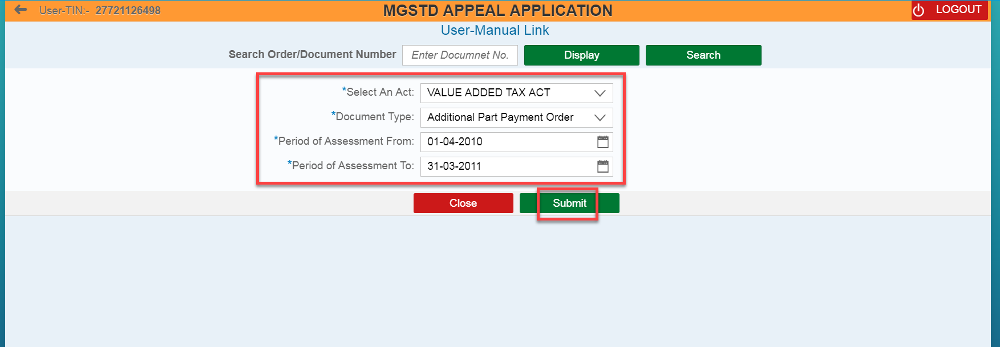 User-TIN:- 27721126498 MGSTD APPEAL APPLICATION LOGOUT
User-Manual Link
Search Order/Document Number Enter Documnet No. Display Search
*Select An Act: VALUE ADDED TAX ACT
*Document Type: Additional Part Payment Order
*Period of Assessment From: 01-04-2010
*Period of Assessment To: 31-03-2011
Close Submit